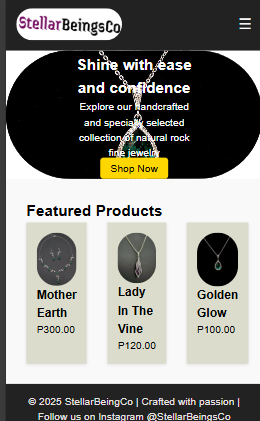 StellarBeingsCo
Shine with ease
and confidence
Explore our handcrafted
and specially selected
collection of natural rock
fine jewelry
Shop Now
Featured Products
Mother
Earth
P300.00
Lady
In The
Vine
P120.00
Golden
Glow
P100.00
© 2025 StellarBeingCo | Crafted with passion |
Follow us on Instagram @StellarBeingsCo